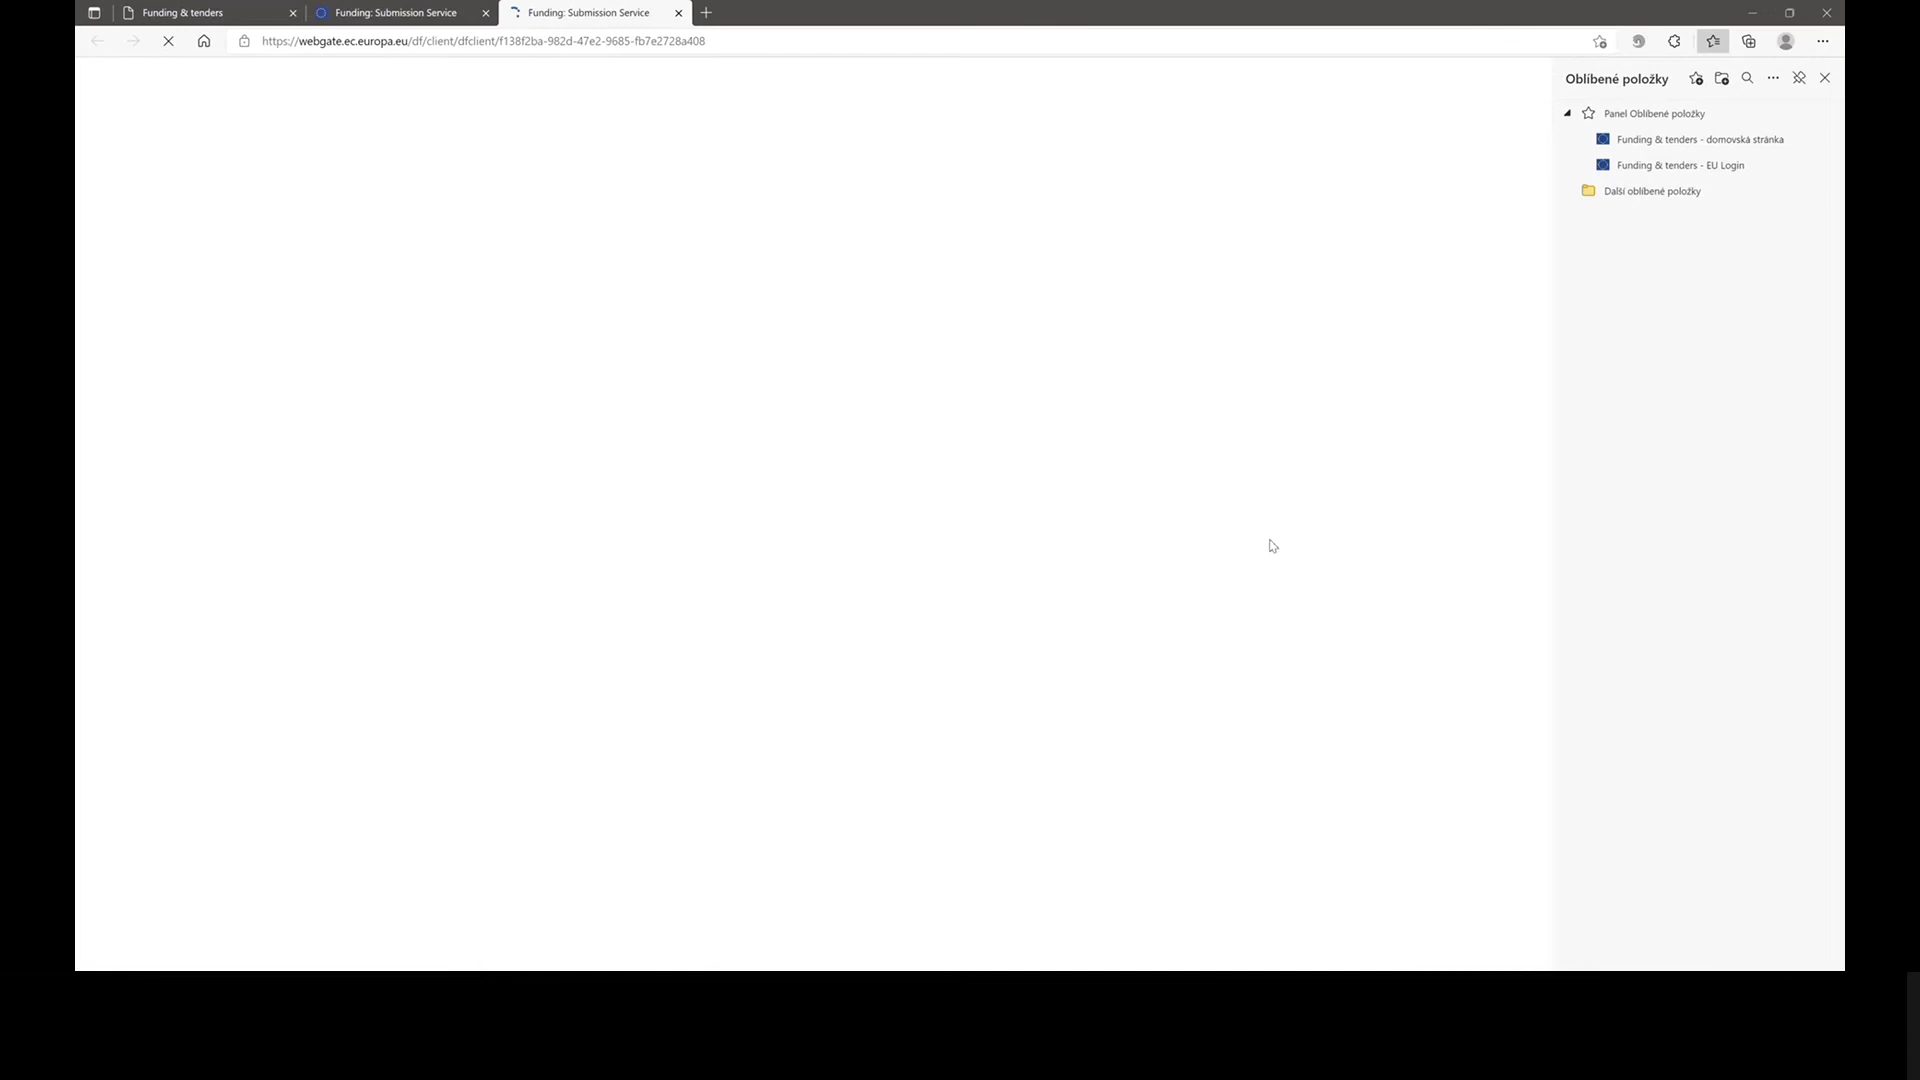 Funding & tenders
Funding: Submission Service
Funding: Submission Service
https://webgate.ec.europa.eu/df/client/dfclient/f138f2ba-982d-47e2-9685-fb7e2728a408
Oblíbené položky
Panel Oblíbené položky
Funding & tenders - domovská stránka
Funding & tenders - EU Login
Další oblíbené položky